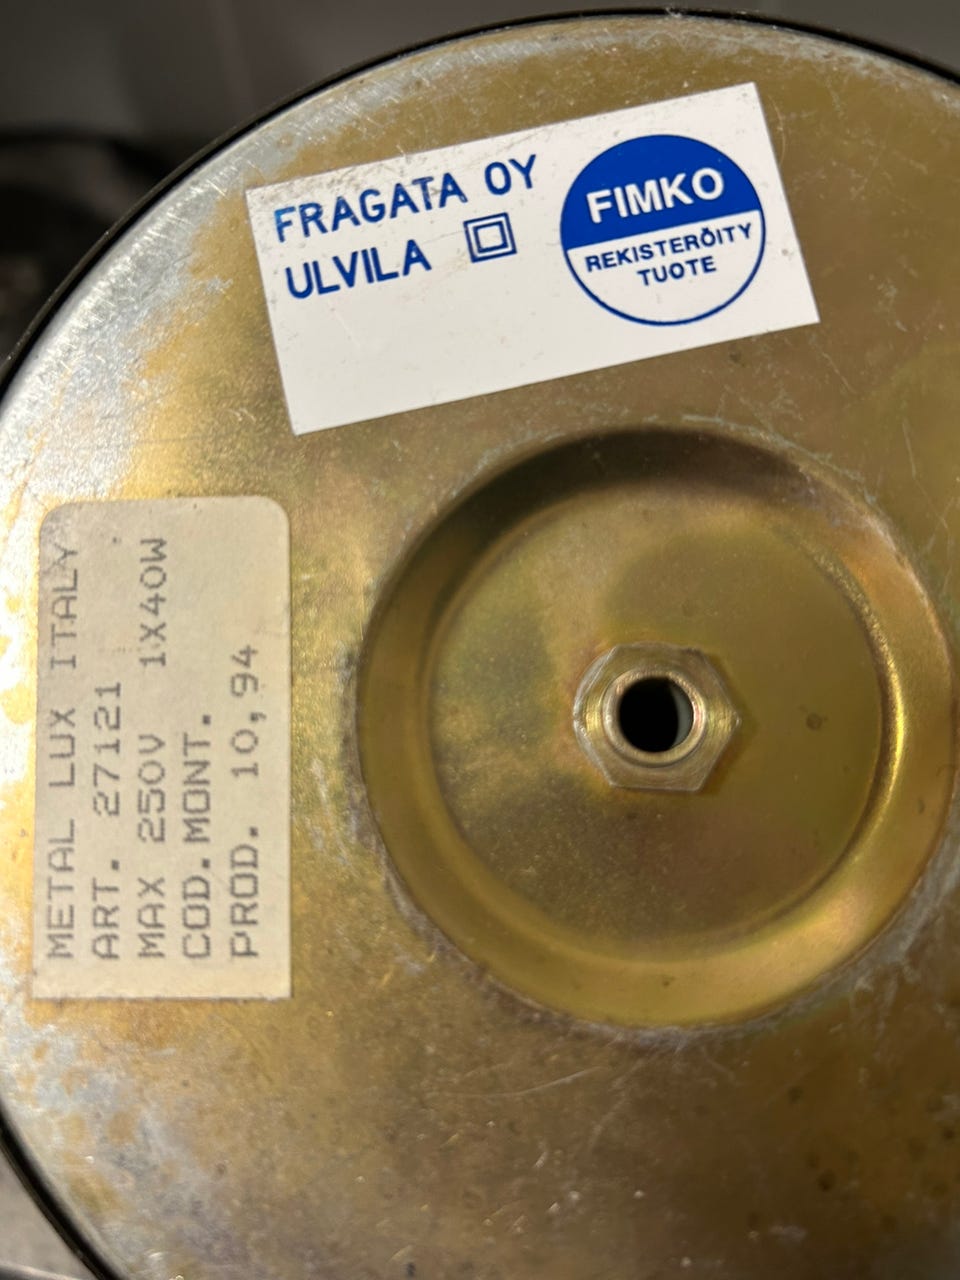 FRAGATA OY
ULVILA
FIMKO
REKISTERÖITY
TUOTE
METAL LUX ITALY
ART. 27121
MAX 250V 1X40W
COD.MONT.
PROD. 10,94